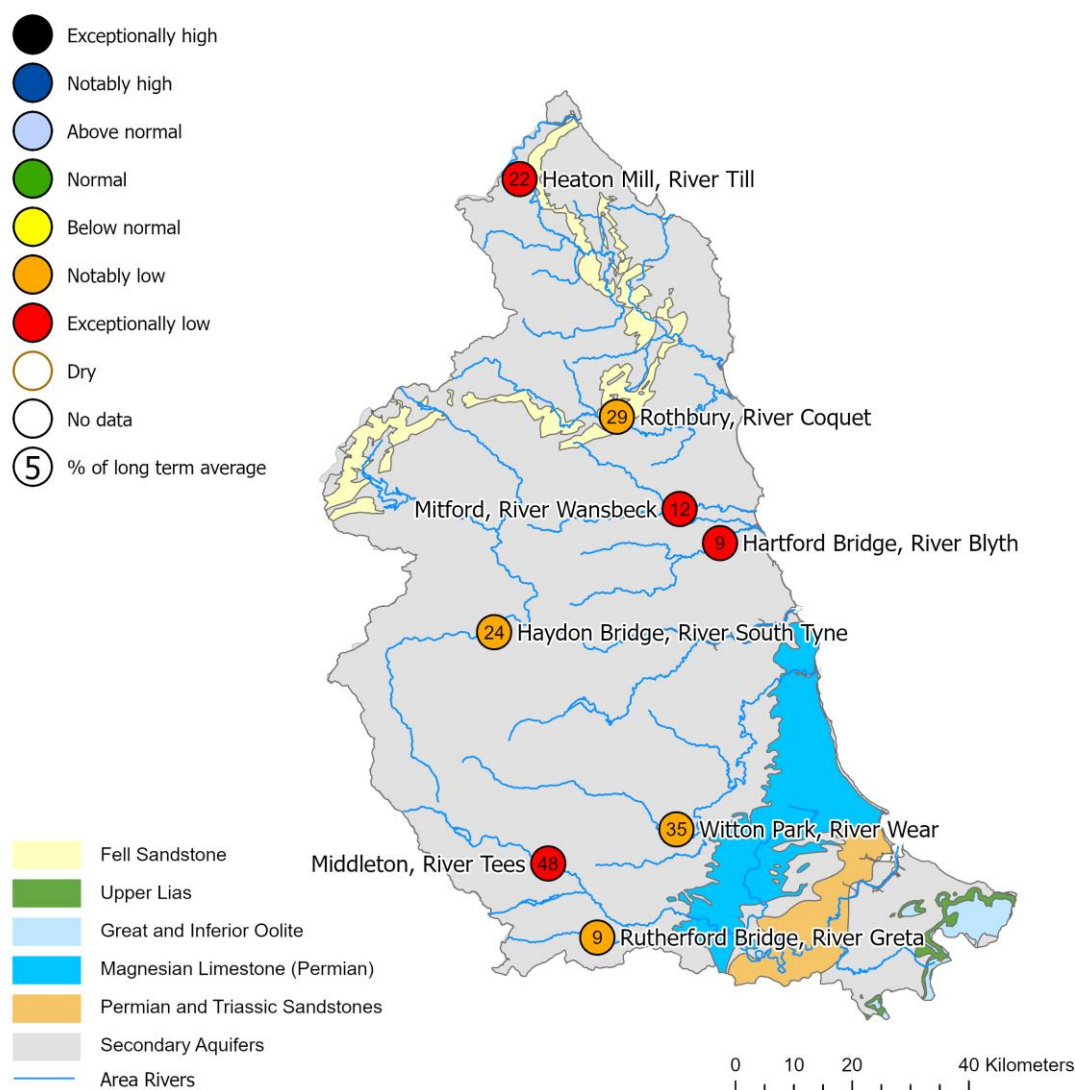 Exceptionally high
Notably high
Above normal
Normal
Below normal
Notably low
Exceptionally low
Dry
No data
5 % of long term average
22 Heaton Mill, River Till
29 Rothbury, River Coquet
Mitford, River Wansbeck 12
9 Hartford Bridge, River Blyth
24 Haydon Bridge, River South Tyne
35 Witton Park, River Wear
Middleton, River Tees 48
9 Rutherford Bridge, River Greta
Fell Sandstone
Upper Lias
Great and Inferior Oolite
Magnesian Limestone (Permian)
Permian and Triassic Sandstones
Secondary Aquifers
Area Rivers
0 10 20 40 Kilometers